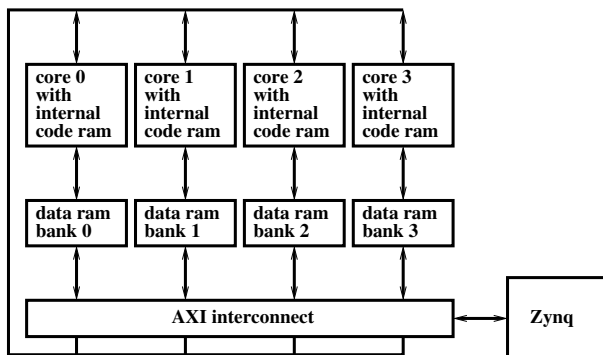 core 0
with
internal
code ram
core 1
with
internal
code ram
core 2
with
internal
code ram
core 3
with
internal
code ram
data ram
bank 0
data ram
bank 1
data ram
bank 2
data ram
bank 3
AXI interconnect
Zynq